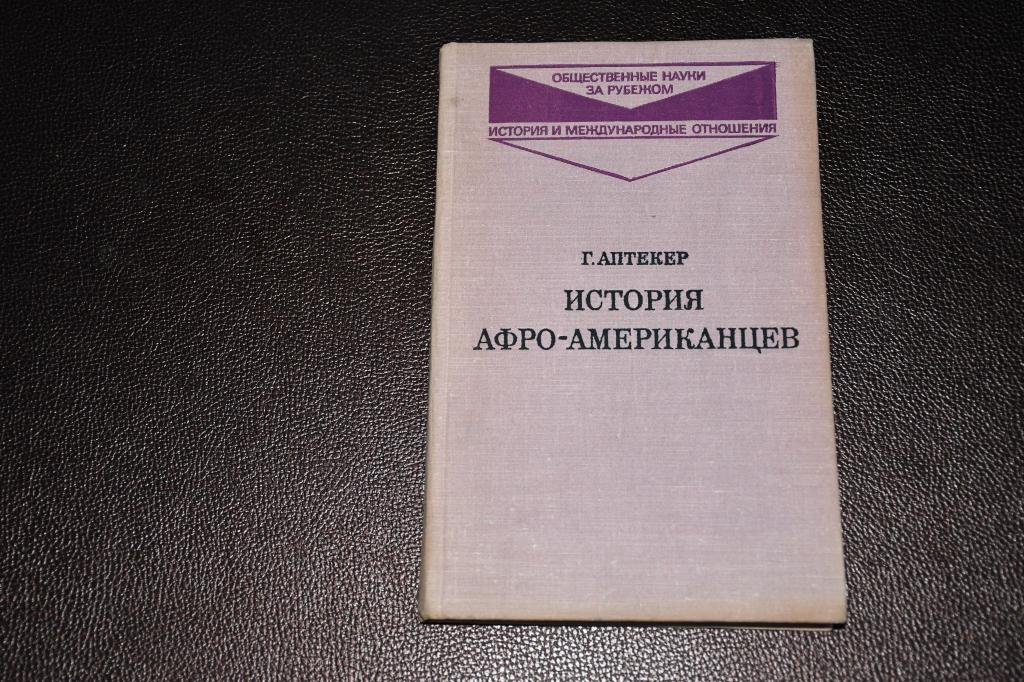 ОБЩЕСТВЕННЫЕ НАУКИ
ЗА РУБЕЖОМ
ИСТОРИЯ И МЕЖДУНАРОДНЫЕ ОТНОШЕНИЯ
Г. АПТЕКЕР
ИСТОРИЯ
АФРО-АМЕРИКАНЦЕВ